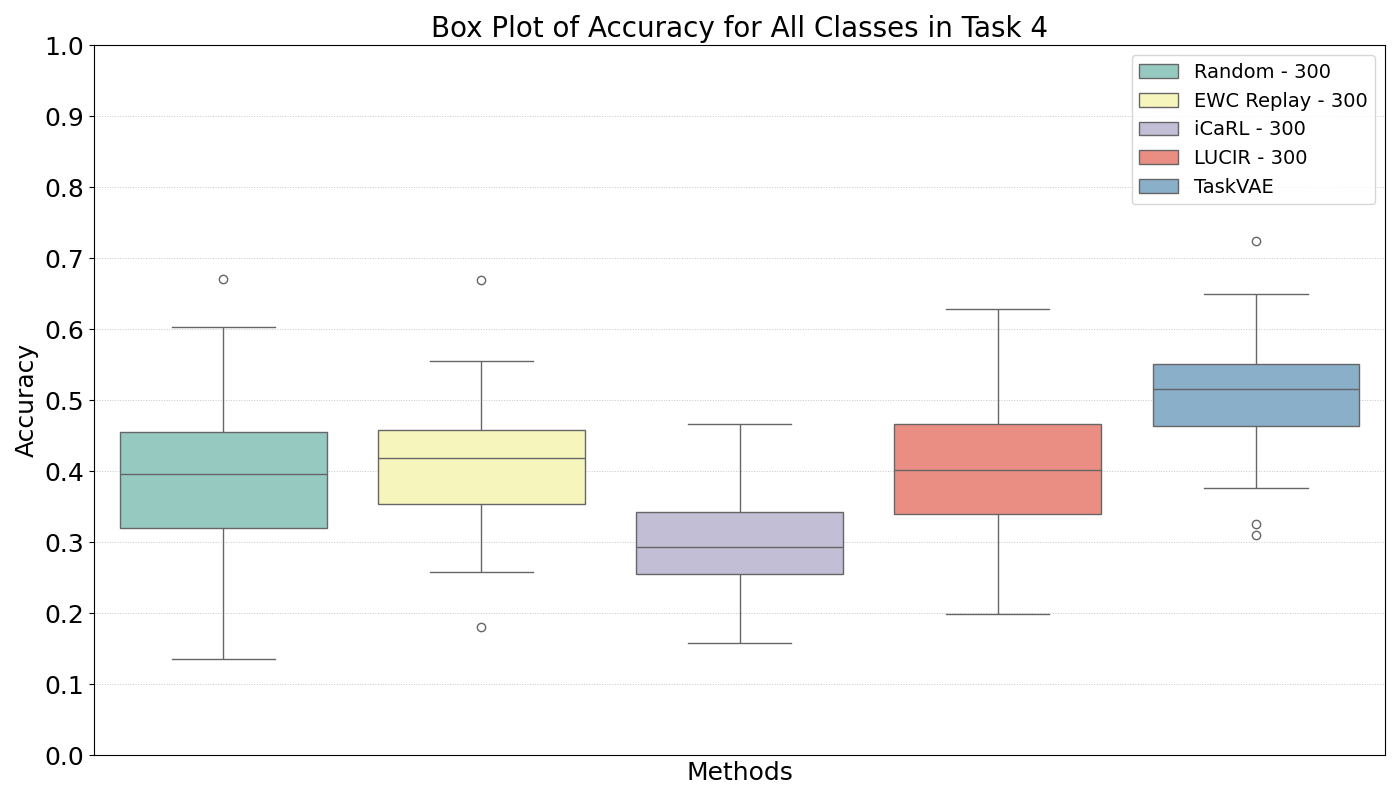 Box Plot of Accuracy for All Classes in Task 4
1.0
0.9
0.8
0.7
0.6
0.5
0.4
0.3
0.2
0.1
0.0
Accuracy
Methods
Random - 300
EWC Replay - 300
iCaRL - 300
LUCIR - 300
TaskVAE